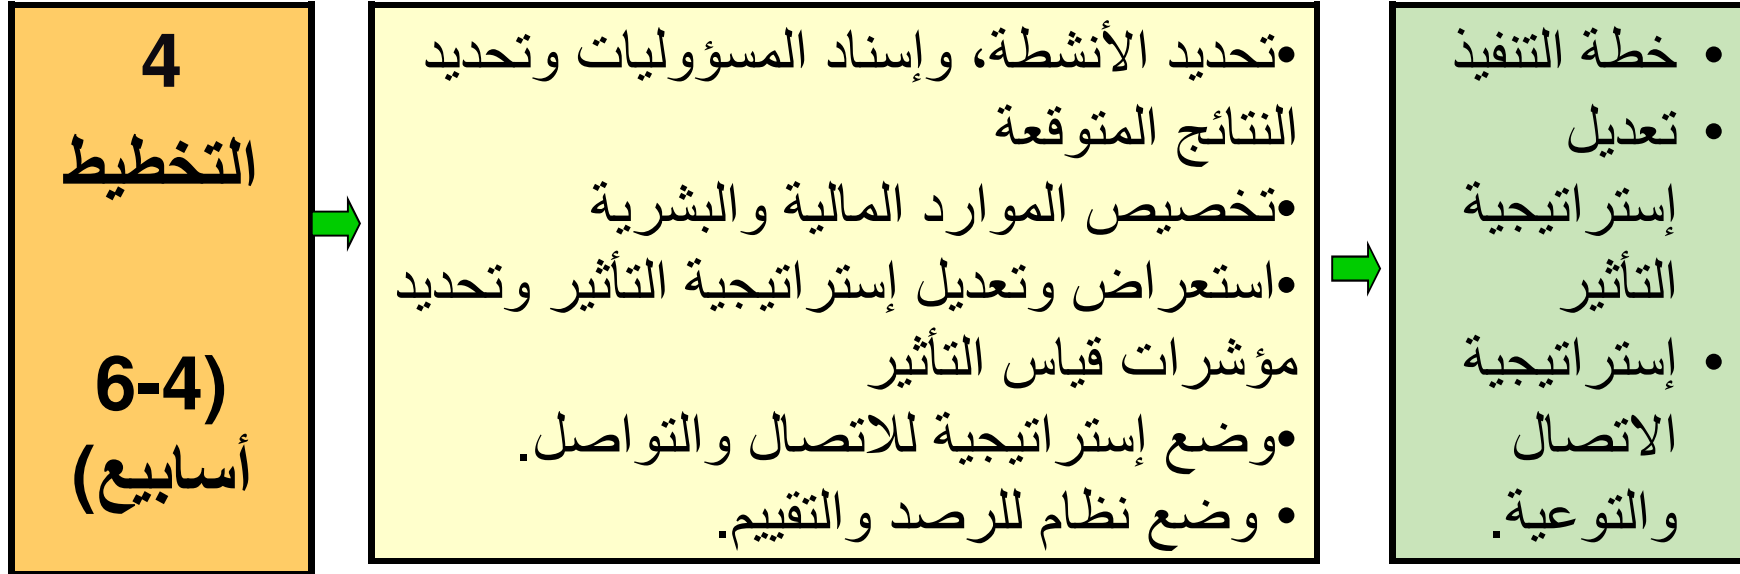 4
التخطيط
(6-4
أسابيع)
•تحديد الأنشطة، وإسناد المسؤوليات وتحديد
النتائج المتوقعة
•تخصيص الموارد المالية والبشرية
•استعراض وتعديل إستراتيجية التأثير وتحديد
مؤشرات قياس التأثير
•وضع إستراتيجية للاتصال والتواصل.
• وضع نظام للرصد والتقييم.
• خطة التنفيذ
• تعديل
إستراتيجية
التأثير
• إستراتيجية
الاتصال
والتوعية.